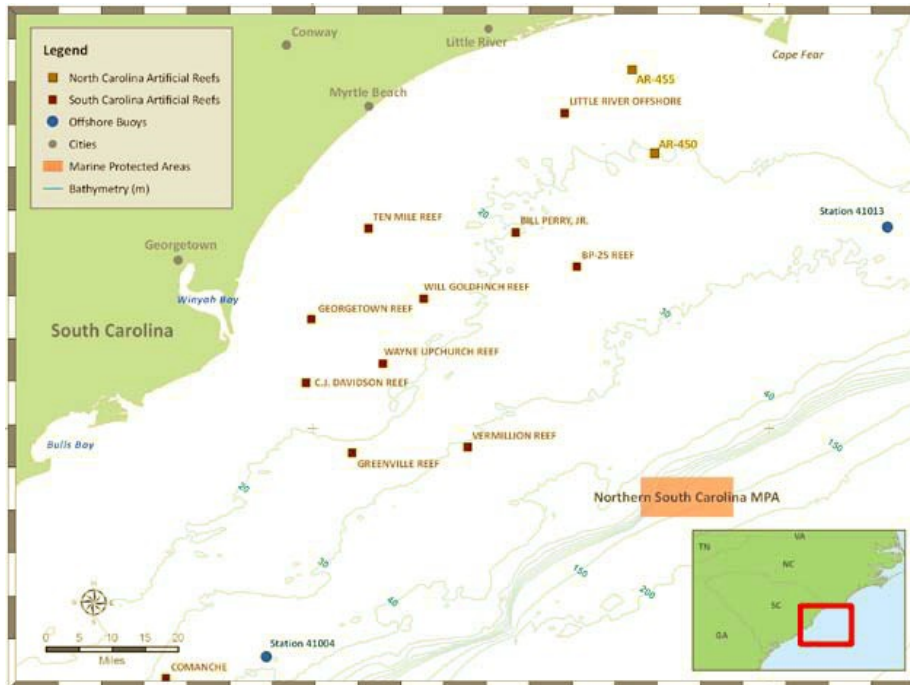 Legend
North Carolina Artificial Reefs
South Carolina Artificial Reefs
Offshore Buoys
Cities
Marine Protected Areas
Bathymetry (m)
Conway
Little River
Cape Fear
AR-455
Myrtle Beach
LITTLE RIVER OFFSHORE
AR-450
20
TEN MILE REEF
BILL PERRY, JR.
Station 41013
Georgetown
BP-25 REEF
Winyah Bay
WILL GOLDFINCH REEF
GEORGETOWN REEF
South Carolina
WAYNE UPCHURCH REEF
C.J. DAVIDSON REEF
40
Bulls Bay
VERMILLION REEF
150
GREENVILLE REEF
20
Northern South Carolina MPA
30
150
200
40
N
0 5 10 15 20
Miles
Station 41004
COMANCHE
TN
VA
NC
SC
GA